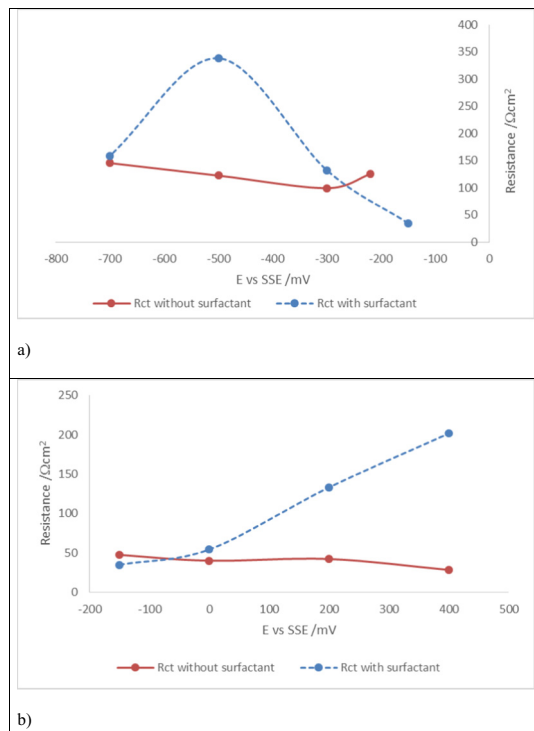 400
350
300
250
200
150
100
50
0
Resistance /Ωcm²
-800 -700 -600 -500 -400 -300 -200 -100 0
E vs SSE /mV
Rct without surfactant Rct with surfactant
a)
250
200
150
100
50
0
Resistance /Ωcm²
-200 -100 0 100 200 300 400 500
E vs SSE /mV
Rct without surfactant Rct with surfactant
b)